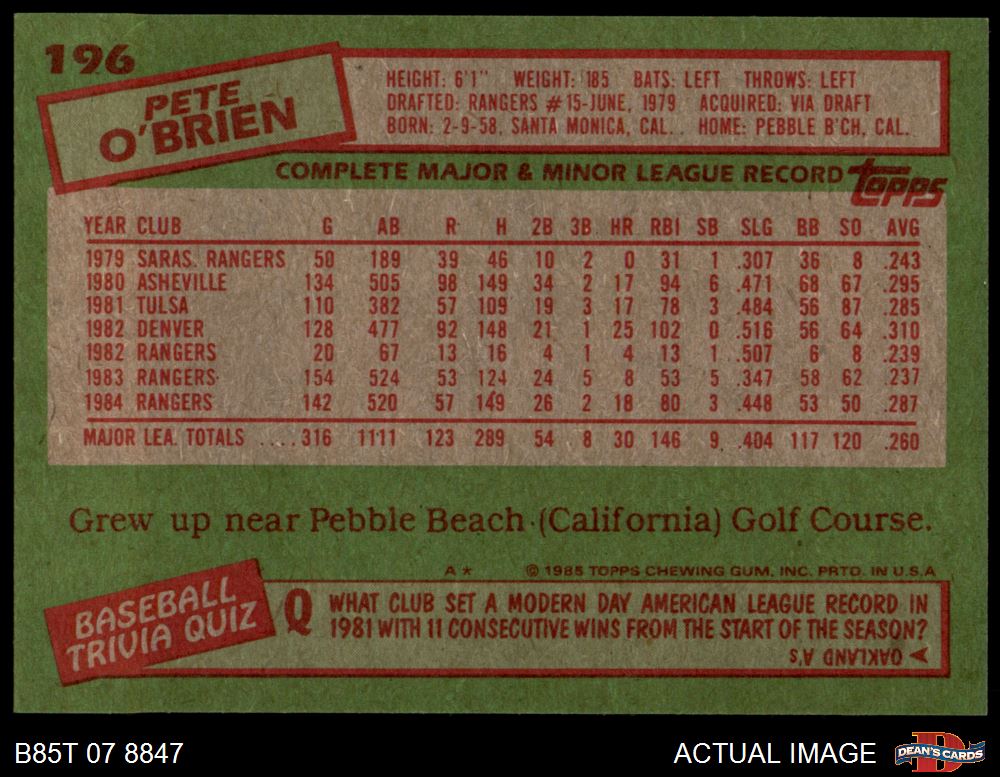 196
PETE
O'BRIEN
HEIGHT: 6'1" WEIGHT: 185 BATS: LEFT THROWS: LEFT
DRAFTED: RANGERS #15-JUNE, 1979 ACQUIRED: VIA DRAFT
BORN: 2-9-58, SANTA MONICA, CAL. HOME: PEBBLE B'CH, CAL.
COMPLETE MAJOR & MINOR LEAGUE RECORD topps
YEAR CLUB G AB R H 2B 3B HR RBI SB SLG BB SO AVG
1979 SARAS. RANGERS 50 189 39 46 10 2 0 31 1 .307 36 8 .243
1980 ASHEVILLE 134 505 98 149 34 2 17 94 6 .471 68 67 .295
1981 TULSA 110 382 57 109 19 3 17 78 3 .484 56 87 .285
1982 DENVER 128 477 92 148 21 1 25 102 0 .516 56 64 .310
1982 RANGERS 20 67 13 16 4 1 4 13 1 .507 6 8 .239
1983 RANGERS 154 524 53 124 24 5 8 53 5 .347 58 62 .237
1984 RANGERS 142 520 57 149 26 2 18 80 3 .448 53 50 .287
MAJOR LEA. TOTALS ....316 1111 123 289 54 8 30 146 9 .404 117 120 .260
Grew up near Pebble Beach (California) Golf Course.
A* © 1985 TOPPS CHEWING GUM, INC. PRTD. IN U.S.A
BASEBALL
TRIVIA QUIZ
Q WHAT CLUB SET A MODERN DAY AMERICAN LEAGUE RECORD IN
1981 WITH 11 CONSECUTIVE WINS FROM THE START OF THE SEASON?
OAKLAND A's
B85T 07 8847
ACTUAL IMAGE
DEAN'S CARDS